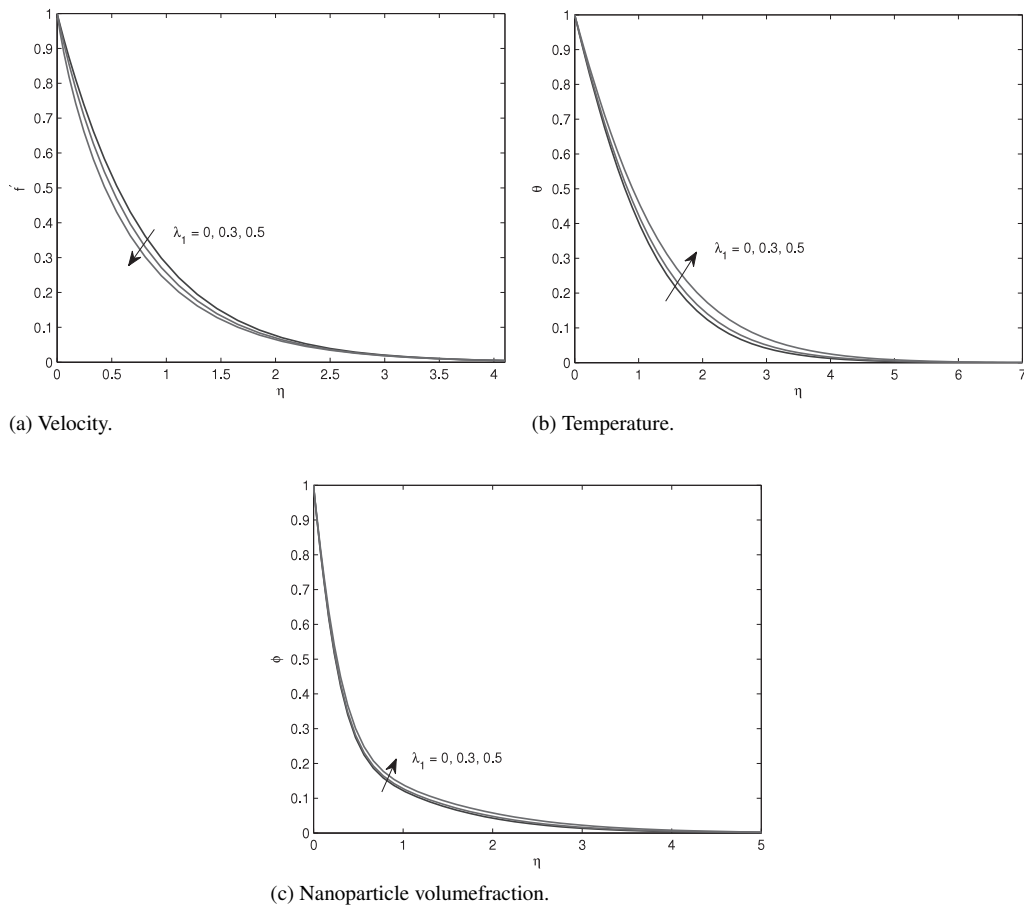 1
0.9
0.8
0.7
0.6
0.5
0.4
0.3
0.2
0.1
0
f′
λ1 = 0, 0.3, 0.5
0 0.5 1 1.5 2 2.5 3 3.5 4
η
(a) Velocity.
1
0.9
0.8
0.7
0.6
0.5
0.4
0.3
0.2
0.1
0
θ
λ1 = 0, 0.3, 0.5
0 1 2 3 4 5 6 7
η
(b) Temperature.
1
0.9
0.8
0.7
0.6
0.5
0.4
0.3
0.2
0.1
0
ϕ
λ1 = 0, 0.3, 0.5
0 1 2 3 4 5
η
(c) Nanoparticle volumefraction.